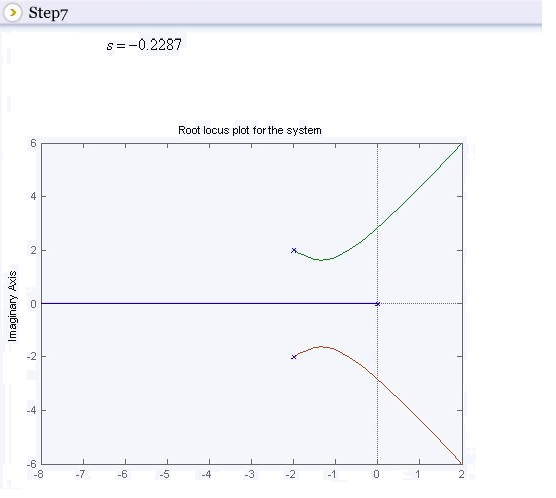 Step7
s = −0.2287
Root locus plot for the system
6
4
2
0
-2
-4
-6
Imaginary Axis
-8 -7 -6 -5 -4 -3 -2 -1 0 1 2